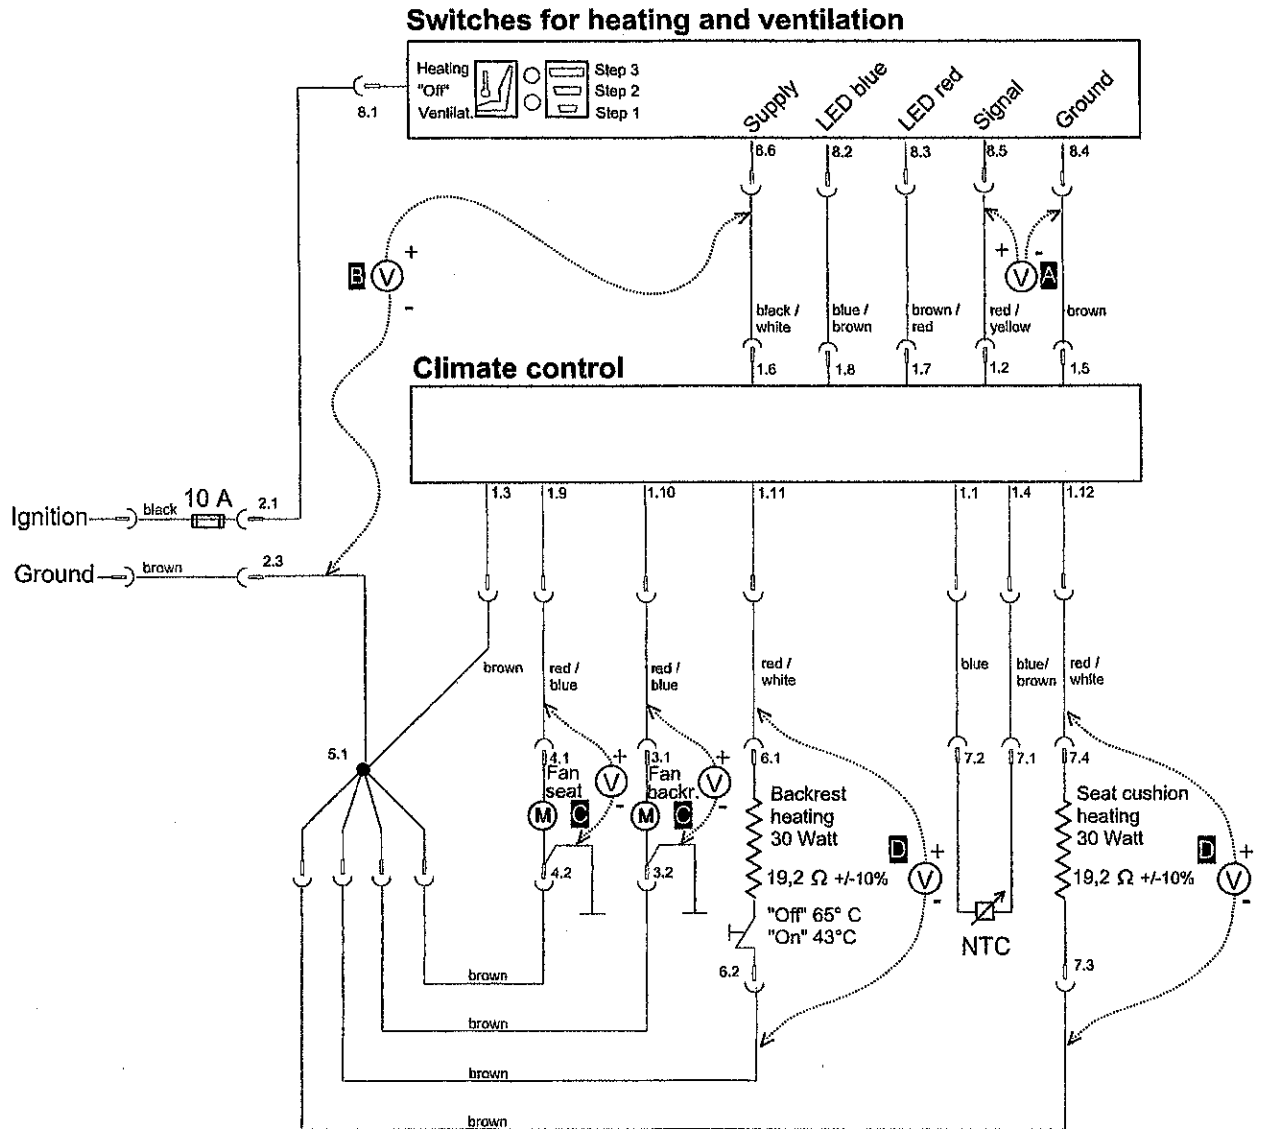 Switches for heating and ventilation
Heating
"Off"
Ventilat.
Step 3
Step 2
Step 1
Supply
LED blue
LED red
Signal
Ground
8.1
8.6
8.2
8.3
8.5
8.4
B
V
+
-
+
-
V
A
black /
white
blue /
brown
brown /
red
red /
yellow
brown
Climate control
1.6
1.8
1.7
1.2
1.5
1.3
1.9
1.10
1.11
1.1
1.4
1.12
Ignition
black
10 A
2.1
Ground
brown
2.3
brown
red /
blue
red /
blue
red /
white
blue
blue/
brown
red /
white
5.1
4.1
Fan
seat
M
C
+
V
-
4.2
3.1
Fan
backr.
M
C
+
V
-
3.2
6.1
Backrest
heating
30 Watt
19,2 Ω +/-10%
"Off" 65° C
"On" 43°C
6.2
D
+
V
-
7.2
7.1
NTC
7.4
Seat cushion
heating
30 Watt
19,2 Ω +/-10%
7.3
D
+
V
-
brown
brown
brown
brown